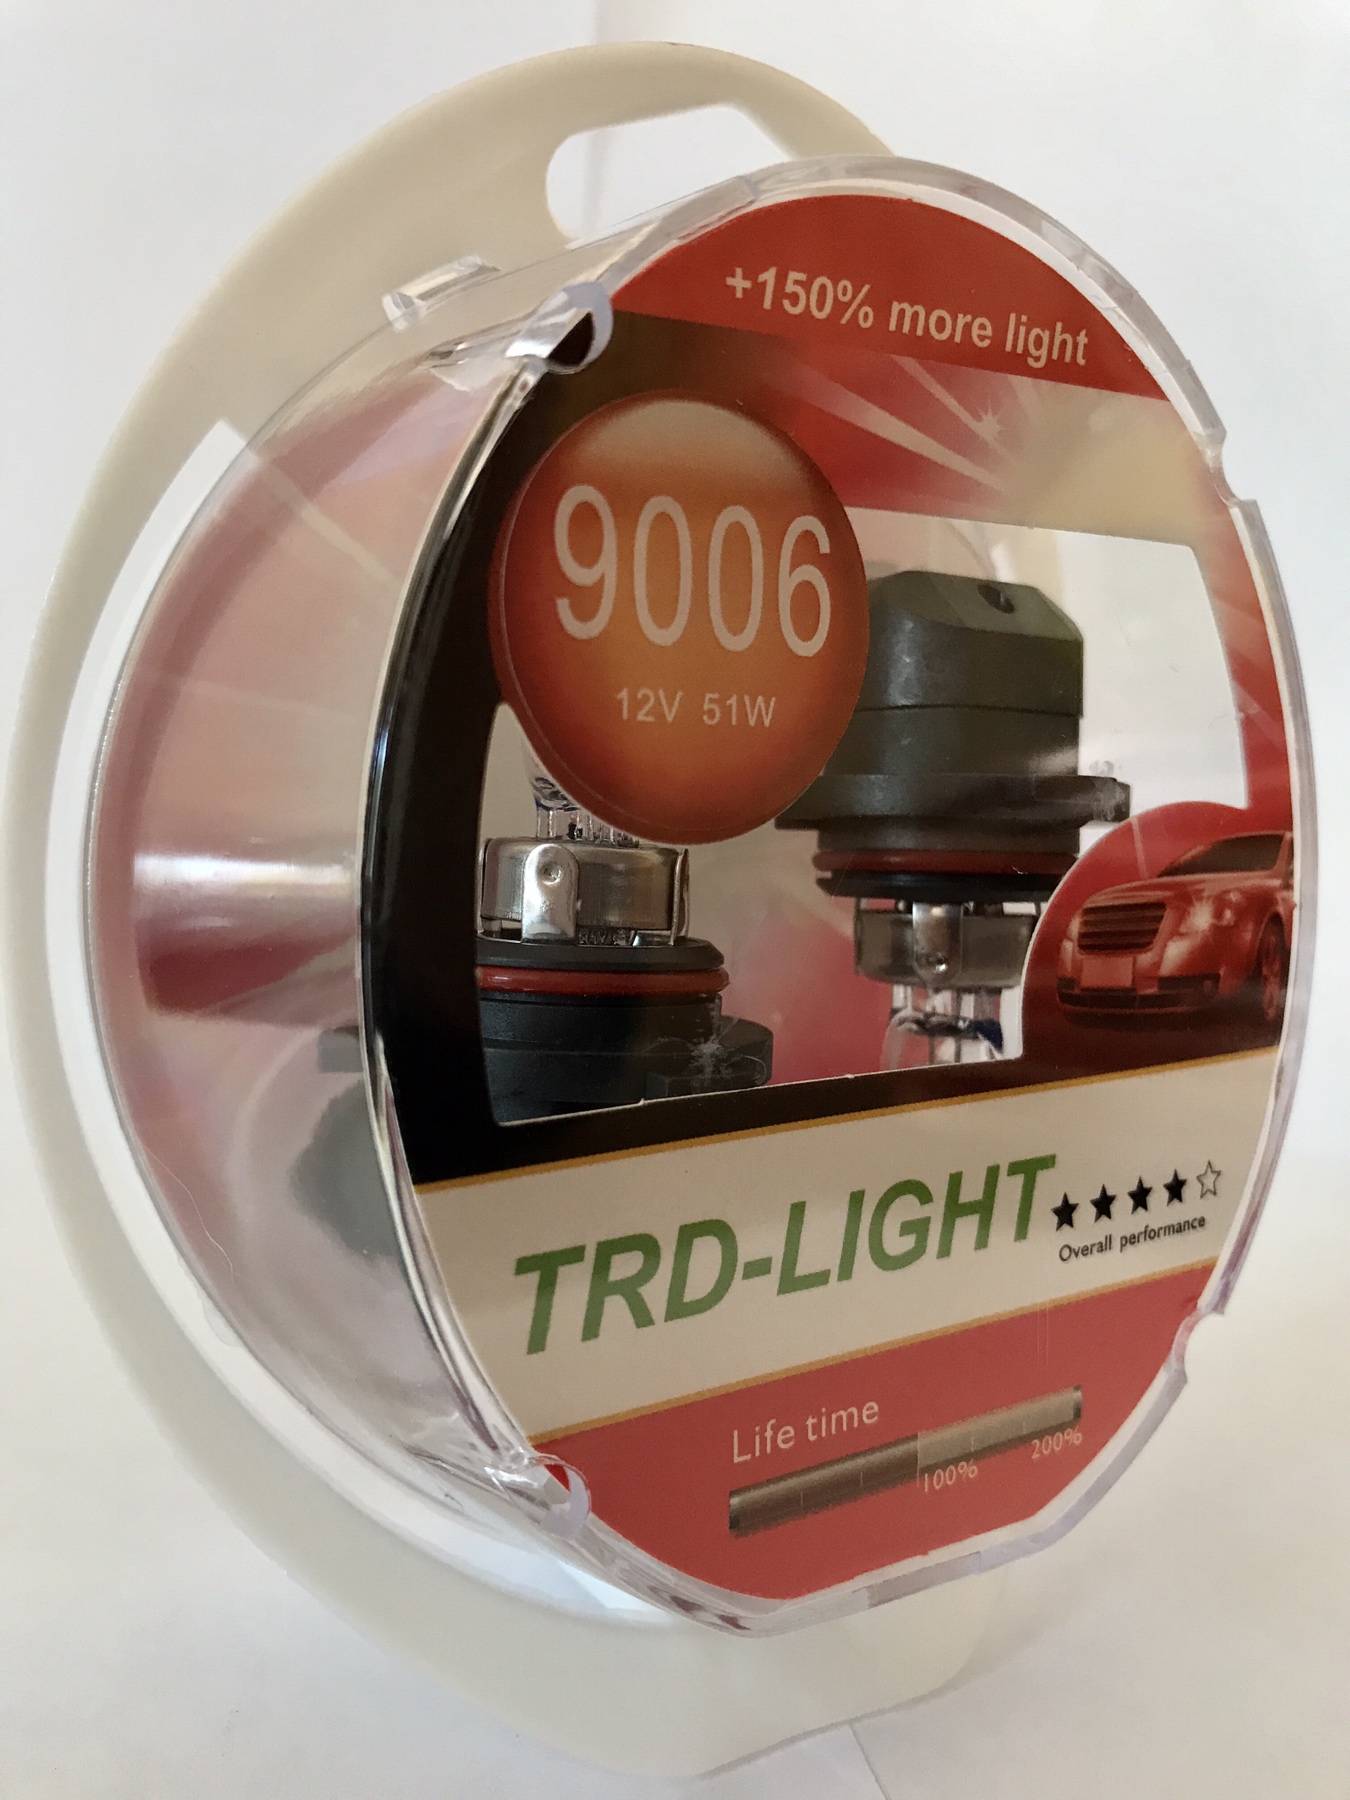 +150% more light
9006
12V 51W
TRD-LIGHT
Overall performance
Life time
100%
200%